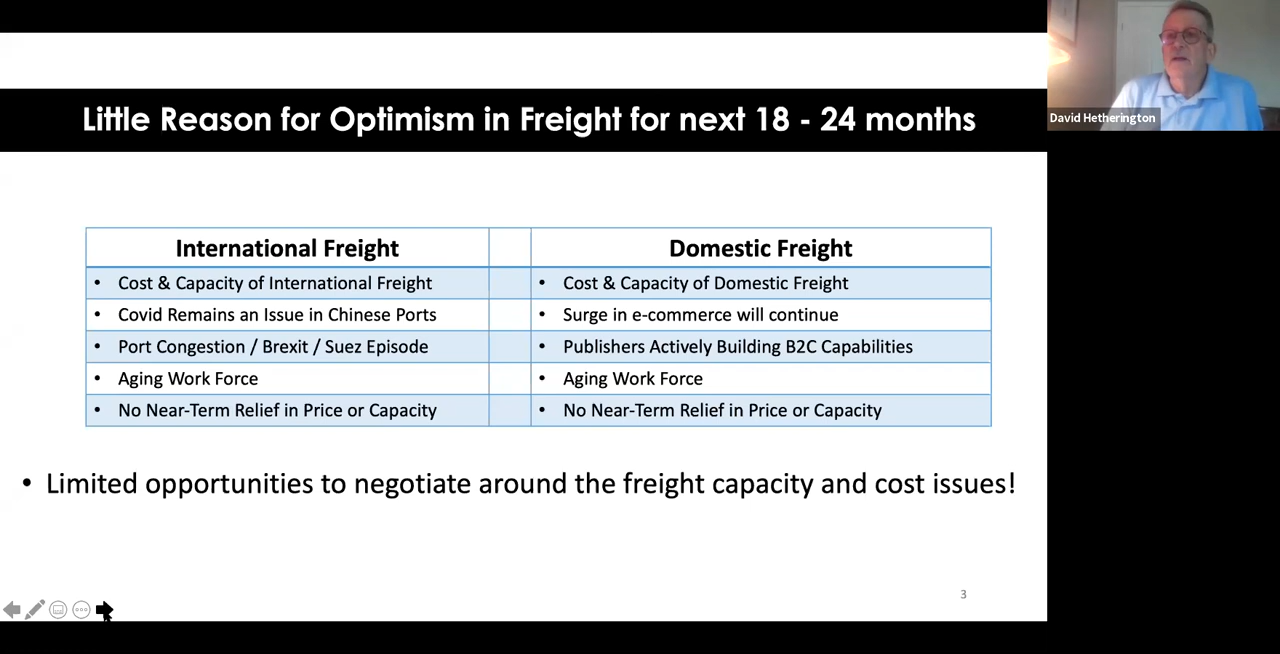 Little Reason for Optimism in Freight for next 18 - 24 months
David Hetherington
International Freight Domestic Freight
• Cost & Capacity of International Freight • Cost & Capacity of Domestic Freight
• Covid Remains an Issue in Chinese Ports • Surge in e-commerce will continue
• Port Congestion / Brexit / Suez Episode • Publishers Actively Building B2C Capabilities
• Aging Work Force • Aging Work Force
• No Near-Term Relief in Price or Capacity • No Near-Term Relief in Price or Capacity
• Limited opportunities to negotiate around the freight capacity and cost issues!
3